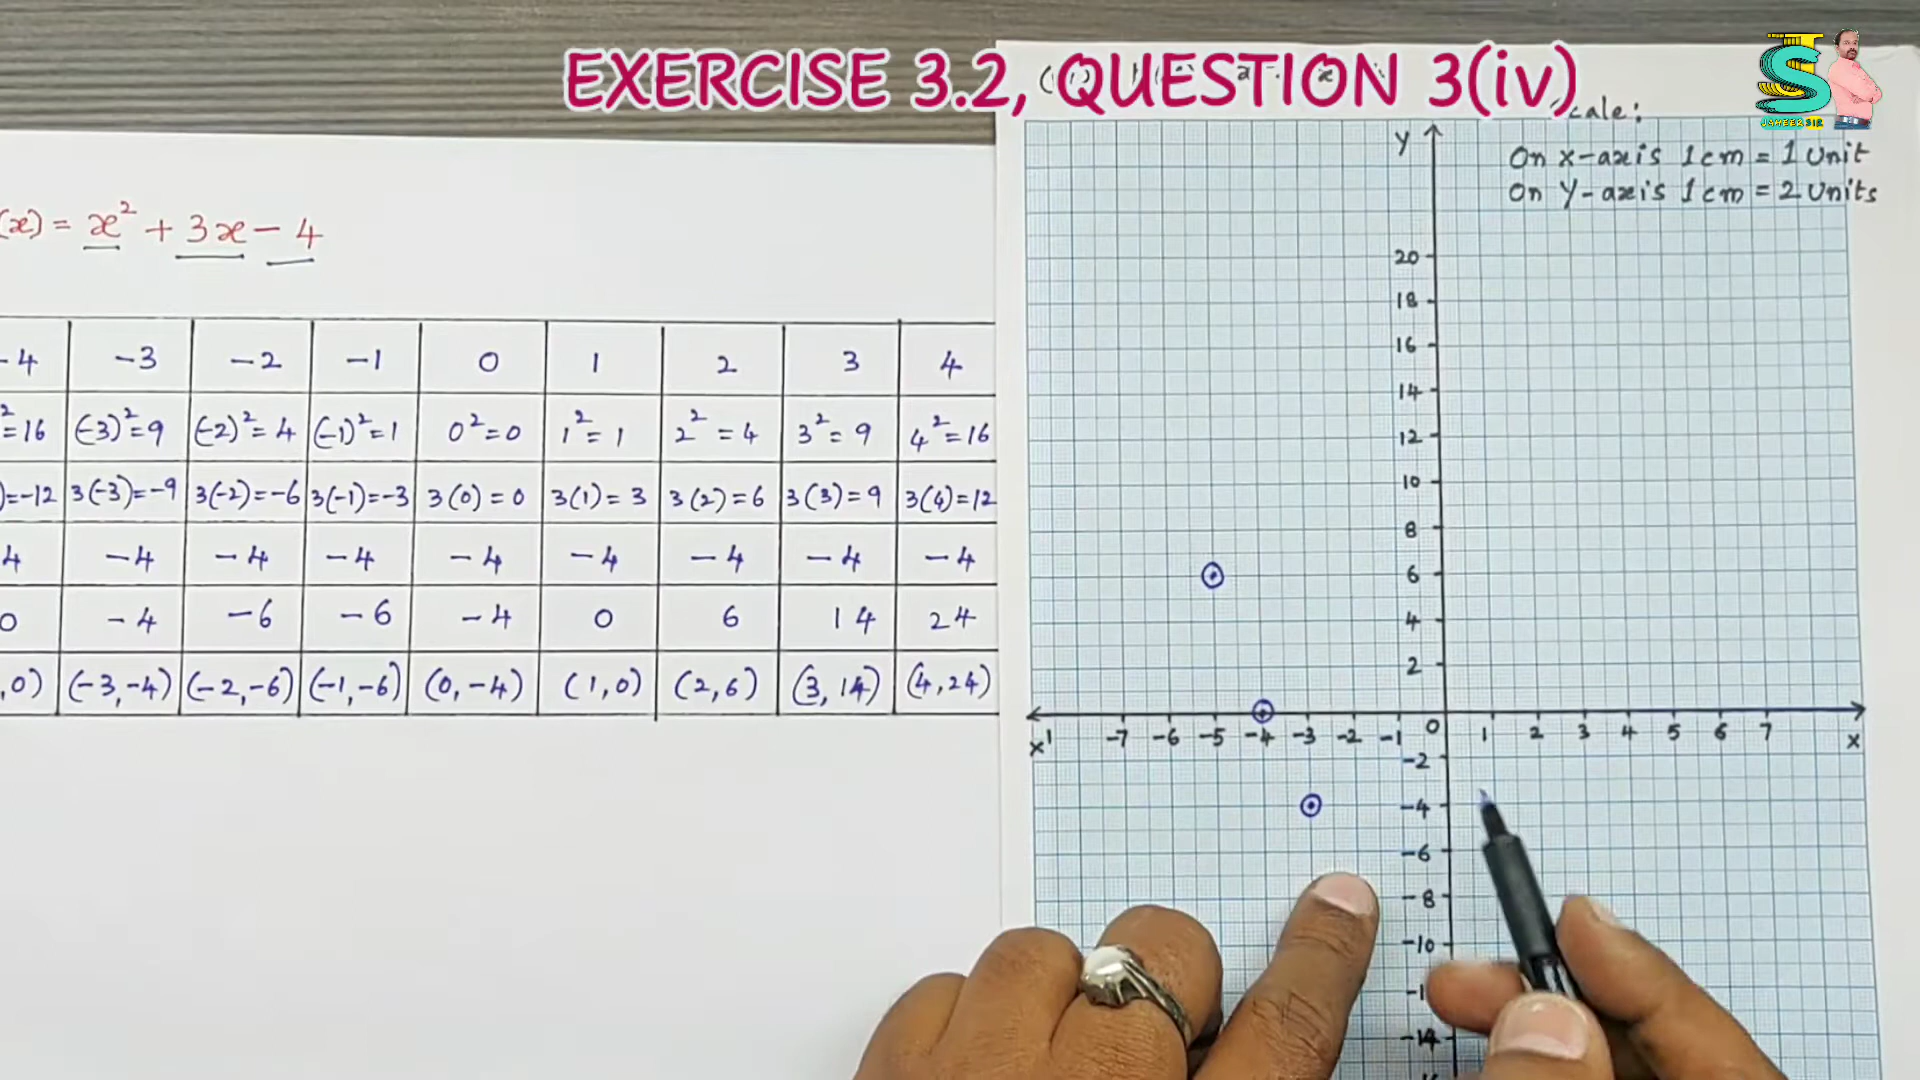 EXERCISE 3.2, QUESTION 3(iv)
JAMEER SIR
cale:
On x-axis 1cm = 1 Unit
On Y-axis 1cm = 2 Units
(x) = x² + 3x - 4
-4 -3 -2 -1 0 1 2 3 4
²=16 (-3)²=9 (-2)²=4 (-1)²=1 0²=0 1²=1 2²=4 3²=9 4²=16
)=-12 3(-3)=-9 3(-2)=-6 3(-1)=-3 3(0)=0 3(1)=3 3(2)=6 3(3)=9 3(4)=12
4 -4 -4 -4 -4 -4 -4 -4 -4
0 -4 -6 -6 -4 0 6 14 24
,0) (-3,-4) (-2,-6) (-1,-6) (0,-4) (1,0) (2,6) (3,14) (4,24)
Y
20
18
16
14
12
10
8
6
4
2
x' -7 -6 -5 -4 -3 -2 -1 0 1 2 3 4 5 6 7 x
-2
-4
-6
-8
-10
-1
-14